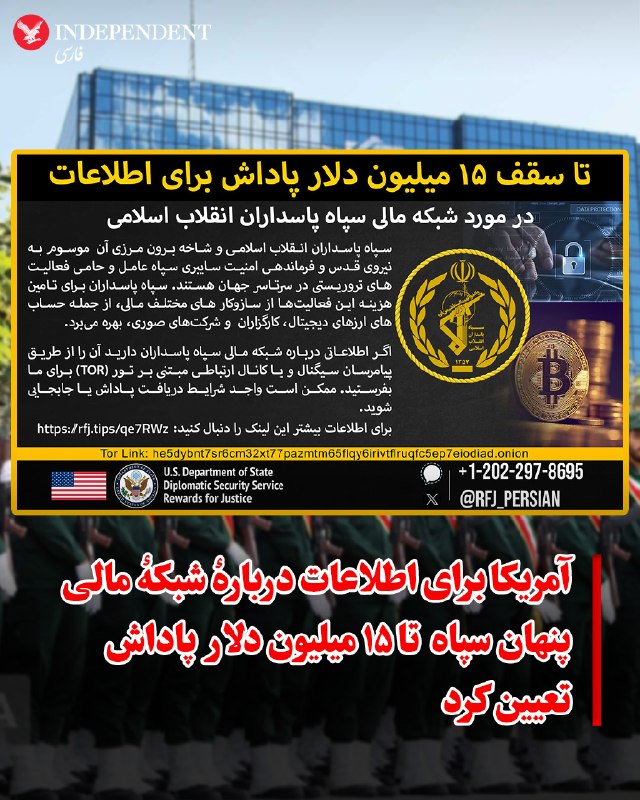 INDEPENDENT
فارسی
تا سقف ۱۵ میلیون دلار پاداش برای اطلاعات
در مورد شبکه مالی سپاه پاسداران انقلاب اسلامی
سپاه پاسداران انقلاب اسلامی و شاخه برون مرزی آن موسوم به
نیروی قدس و فرماندهی امنیت سایبری سپاه عامل و حامی فعالیت
های تروریستی در سرتاسر جهان هستند. سپاه پاسداران برای تامین
هزینه این فعالیت‌ها از سازوکار های مختلف مالی، از جمله حساب
های ارزهای دیجیتال، کارگزاران و شرکت‌های صوری، بهره می‌برد.
اگر اطلاعاتی درباره شبکه مالی سپاه پاسداران دارید آن را از طریق
پیامرسان سیگنال و یا کانال ارتباطی مبتنی بر تور (TOR) برای ما
بفرستید. ممکن است واجد شرایط دریافت پاداش یا جابجایی
شوید.
برای اطلاعات بیشتر این لینک را دنبال کنید: https://rfj.tips/qe7RWz
DATA PROTECTION
سپاه
پاسداران
انقلاب
اسلامی
۱۳۵۷
Tor Link: he5dybnt7sr6cm32xt77pazmtm65flqy6irivtflruqfc5ep7eiodiad.onion
U.S. Department of State
Diplomatic Security Service
Rewards for Justice
+1-202-297-8695
@RFJ_PERSIAN
آمریکا برای اطلاعات دربارهٔ شبکهٔ مالی
پنهان سپاه تا ۱۵ میلیون دلار پاداش
تعیین کرد